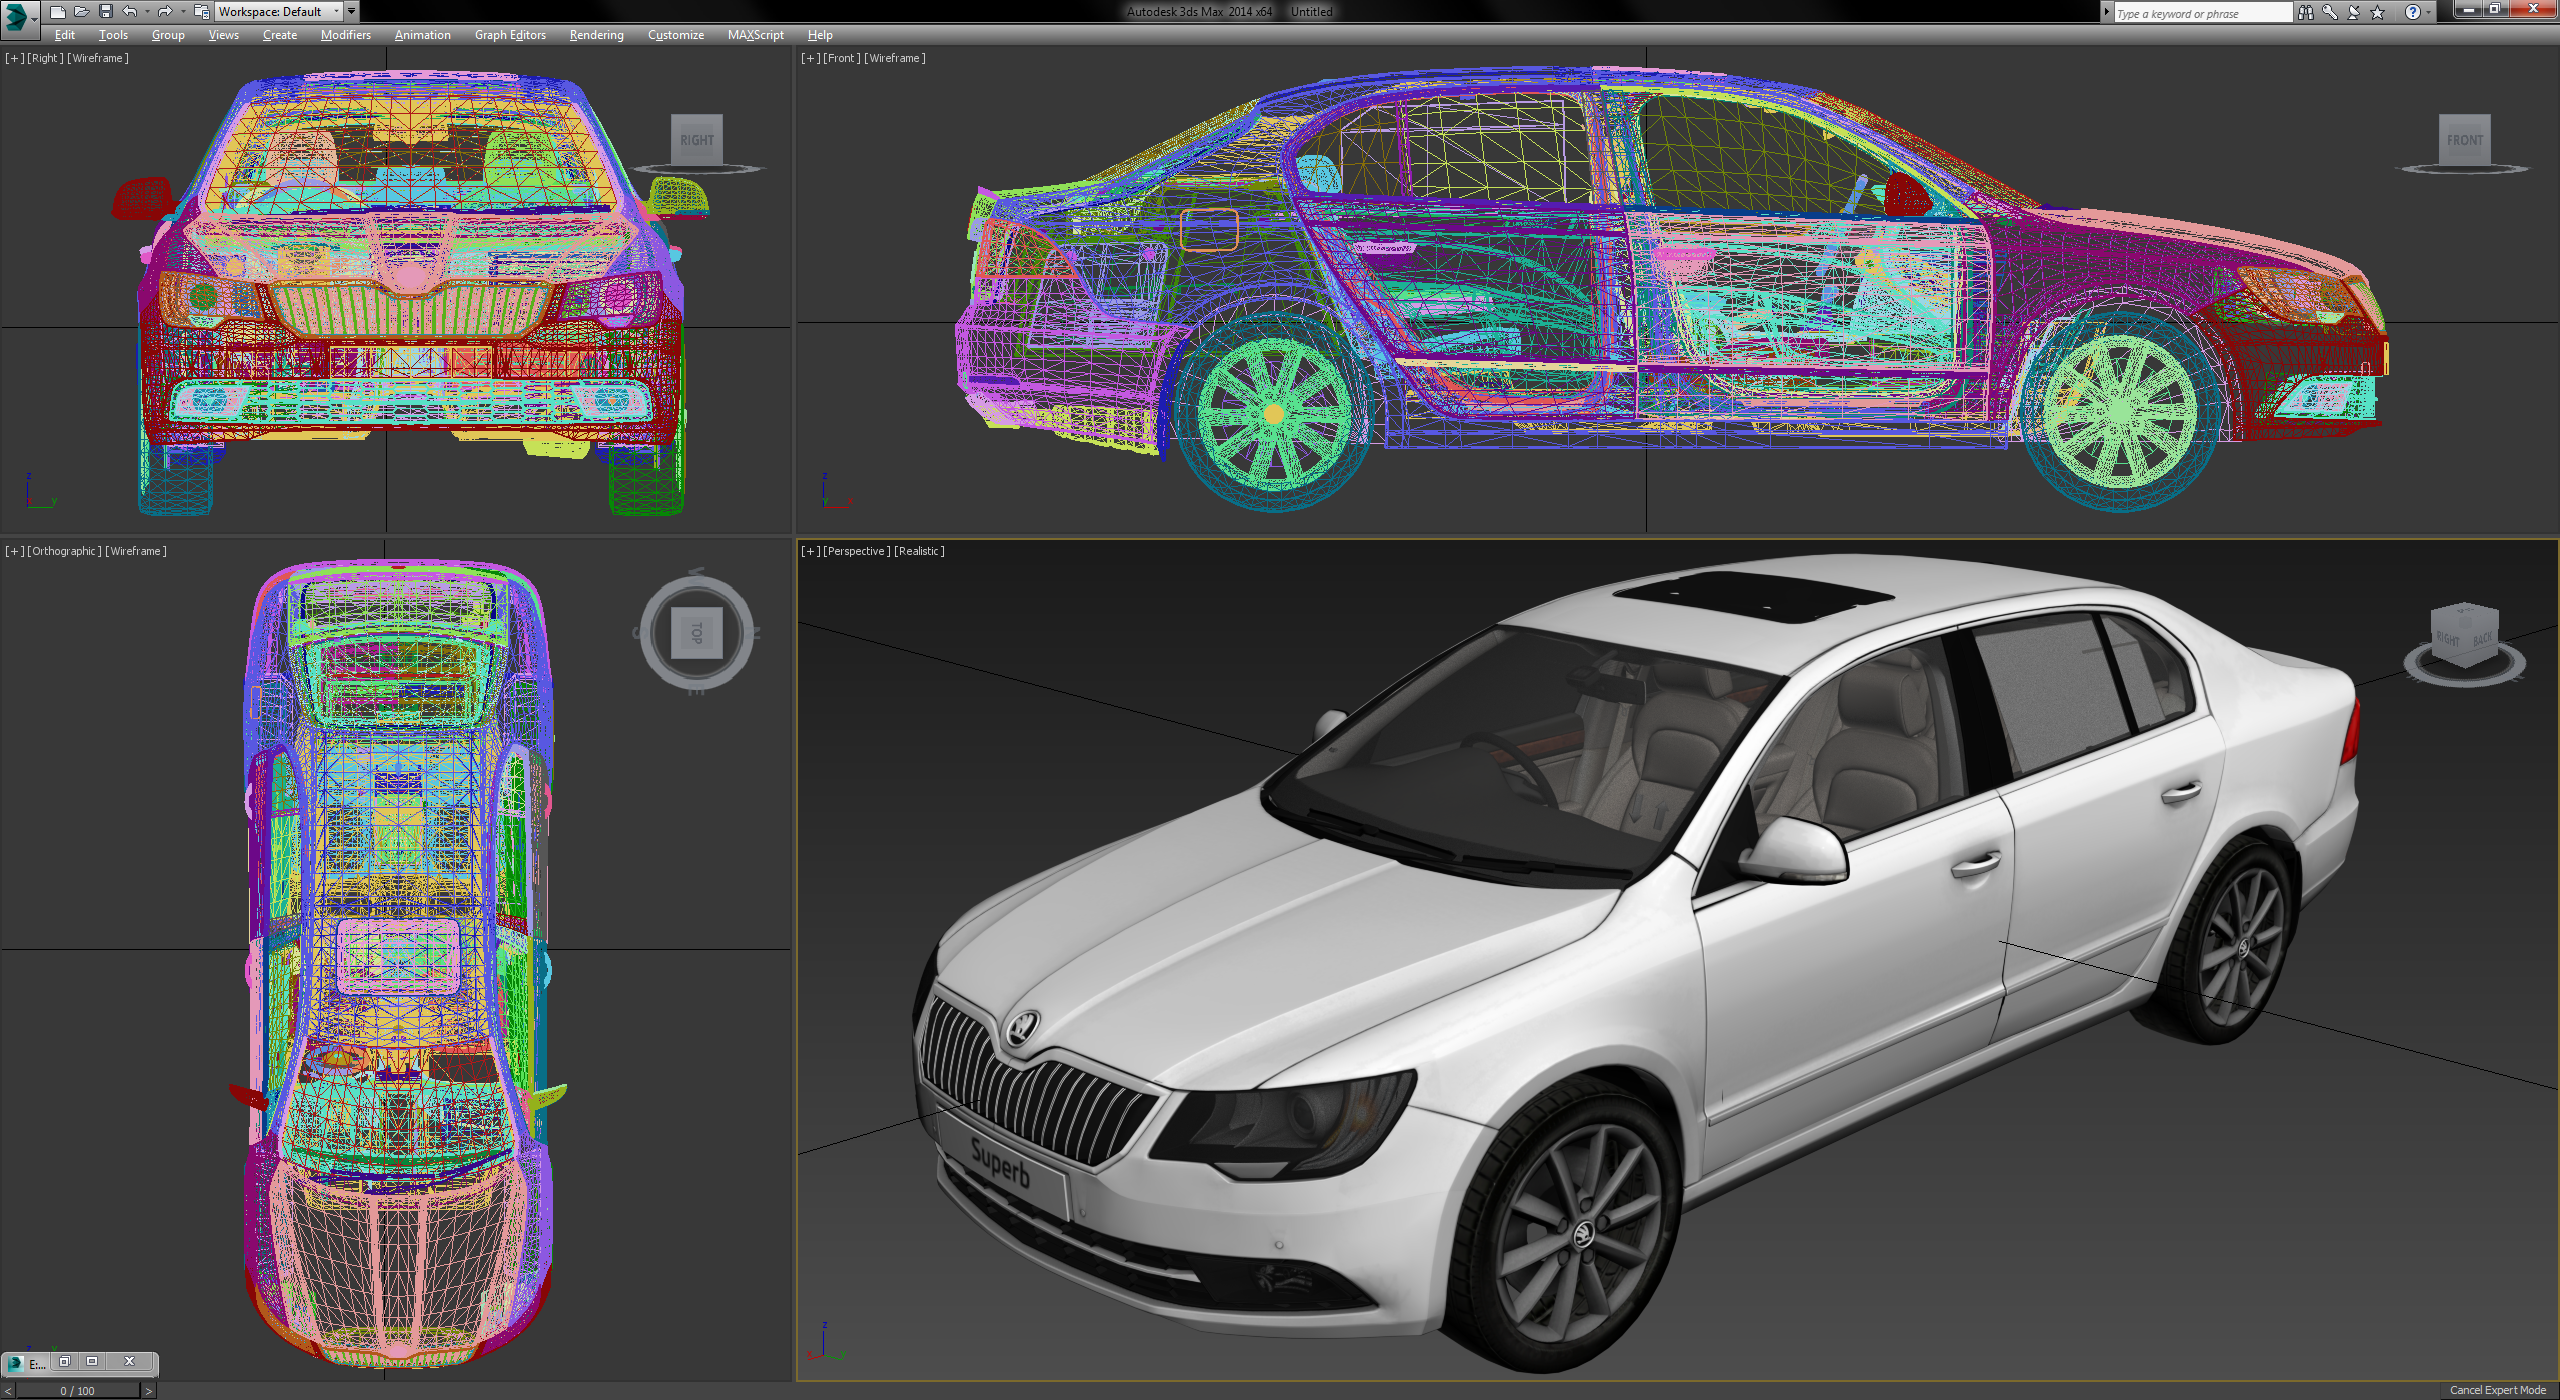 Workspace: Default
Autodesk 3ds Max 2014 x64 Untitled
Type a keyword or phrase
Edit Tools Group Views Create Modifiers Animation Graph Editors Rendering Customize MAXScript Help
[+] [Right] [Wireframe]
[+] [Front] [Wireframe]
RIGHT
FRONT
z
y
z
y
[+] [Orthographic] [Wireframe]
[+] [Perspective] [Realistic]
W
S
TOP
N
E
RIGHT BACK
Superb
z
x
y
E:...
< 0 / 100 >
Cancel Expert Mode